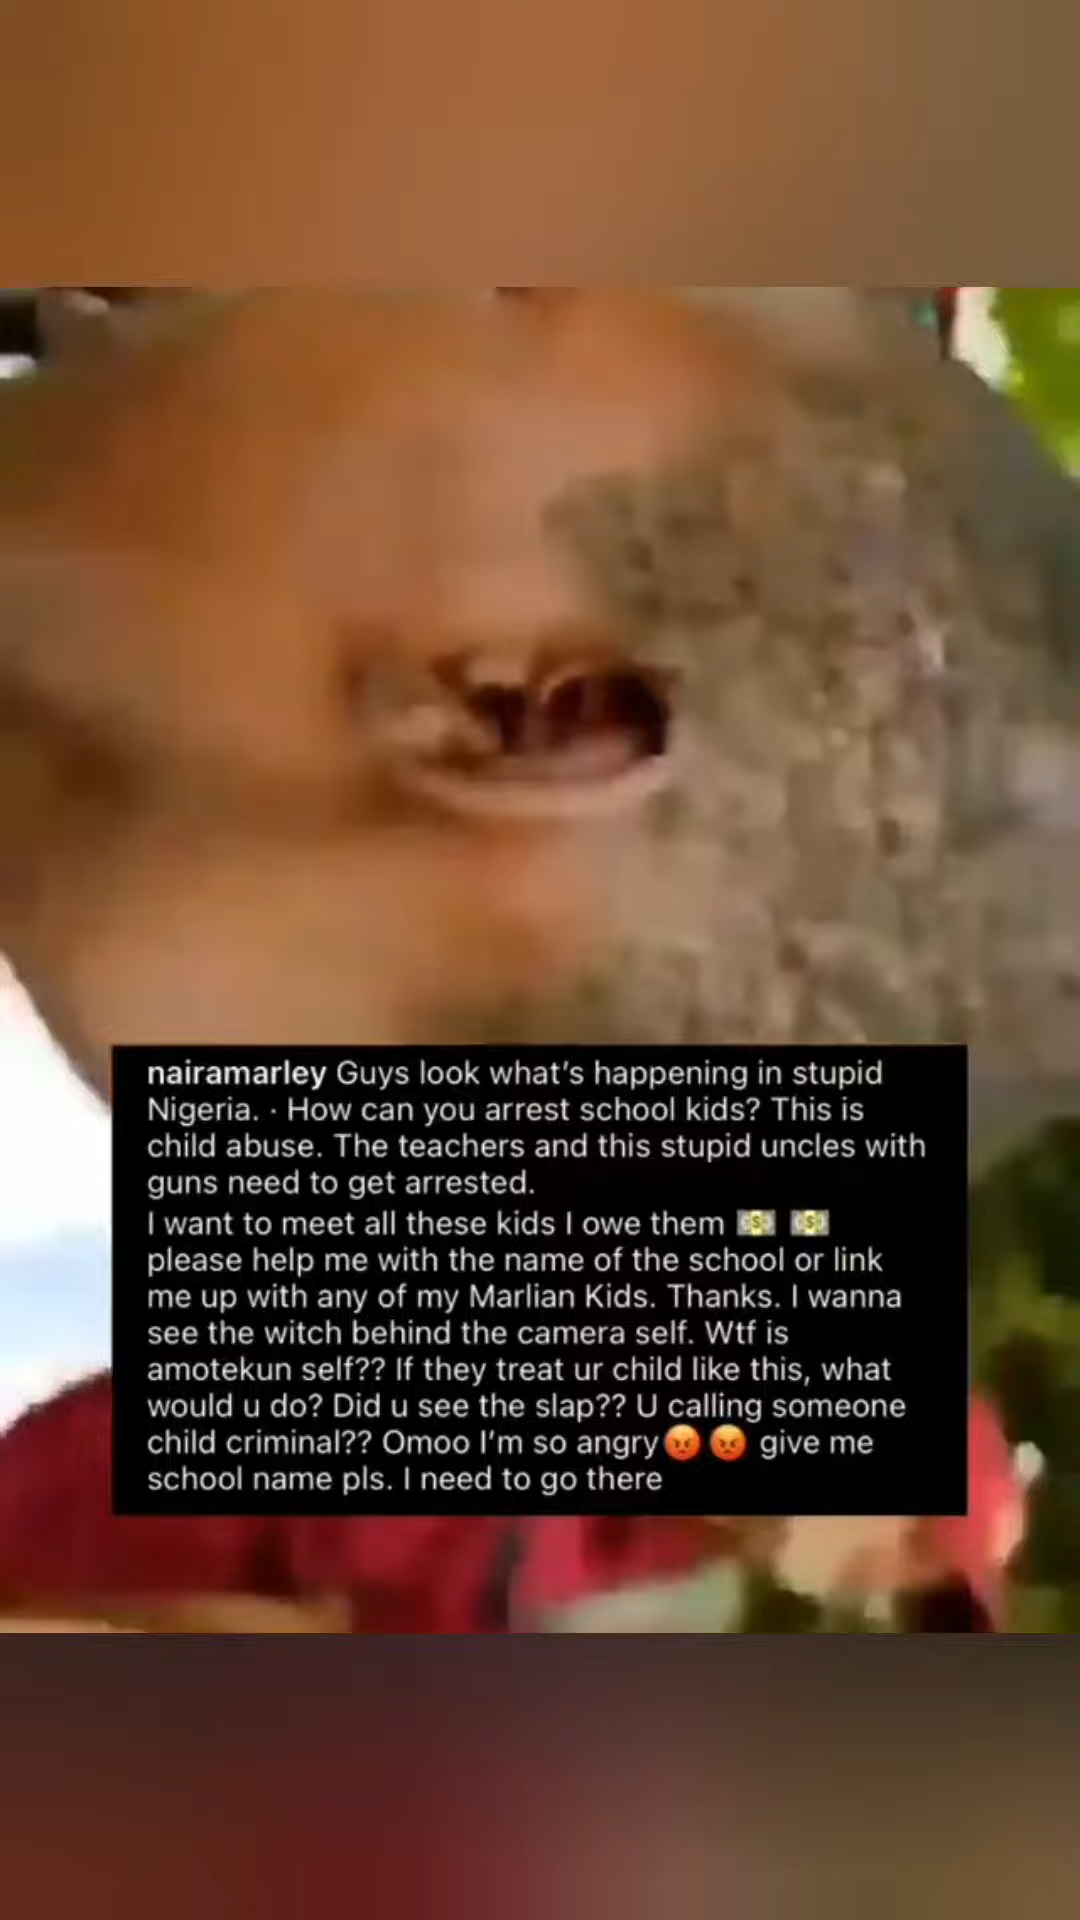 nairamarley Guys look what's happening in stupid
Nigeria. · How can you arrest school kids? This is
child abuse. The teachers and this stupid uncles with
guns need to get arrested.
I want to meet all these kids I owe them 💵 💵
please help me with the name of the school or link
me up with any of my Marlian Kids. Thanks. I wanna
see the witch behind the camera self. Wtf is
amotekun self?? If they treat ur child like this, what
would u do? Did u see the slap?? U calling someone
child criminal?? Omoo I'm so angry😡😡 give me
school name pls. I need to go there